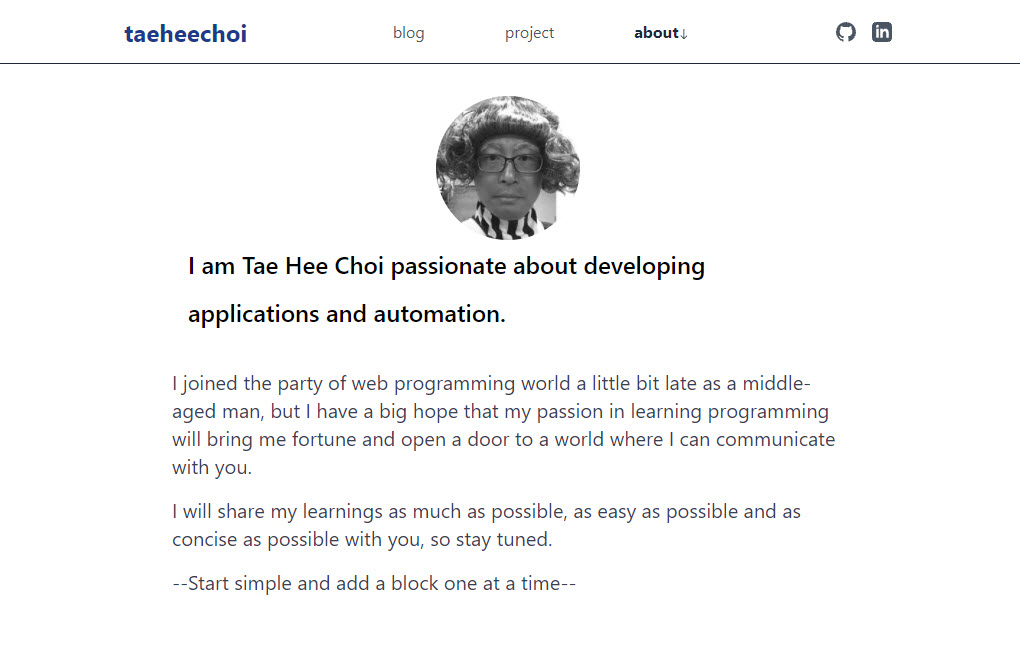 taeheechoi
blog
project
about↓
in
I am Tae Hee Choi passionate about developing
applications and automation.
I joined the party of web programming world a little bit late as a middle-
aged man, but I have a big hope that my passion in learning programming
will bring me fortune and open a door to a world where I can communicate
with you.
I will share my learnings as much as possible, as easy as possible and as
concise as possible with you, so stay tuned.
--Start simple and add a block one at a time--